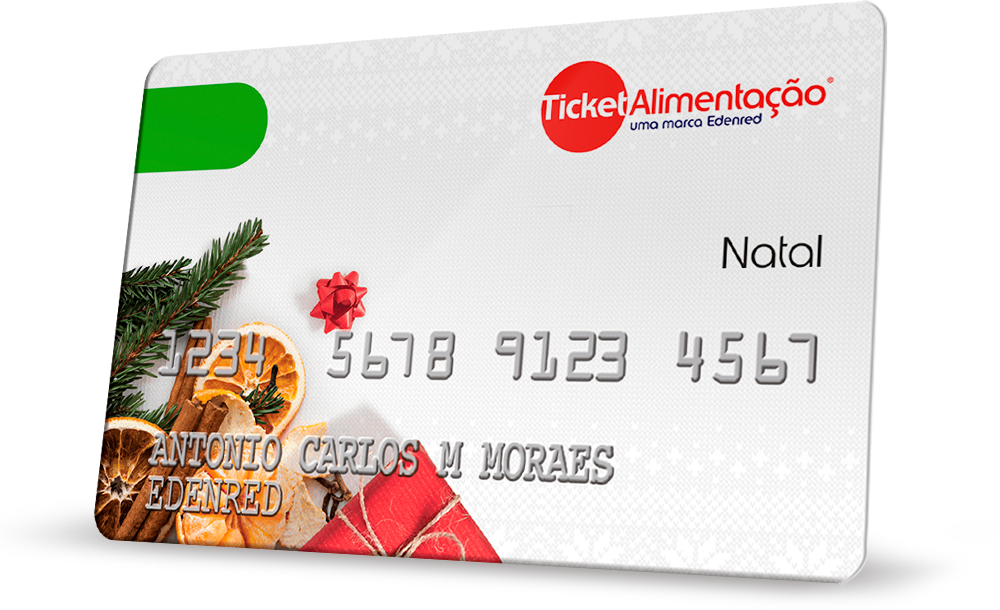 TicketAlimentação®
uma marca Edenred
Natal
1234 5678 9123 4567
ANTONIO CARLOS M MORAES
EDENRED